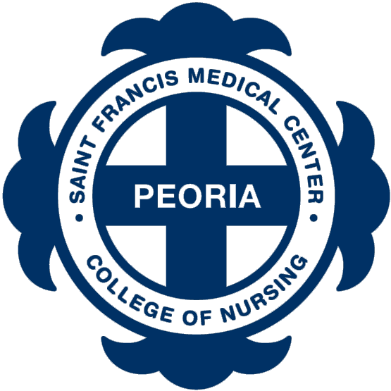 • SAINT FRANCIS MEDICAL CENTER •
PEORIA
COLLEGE OF NURSING